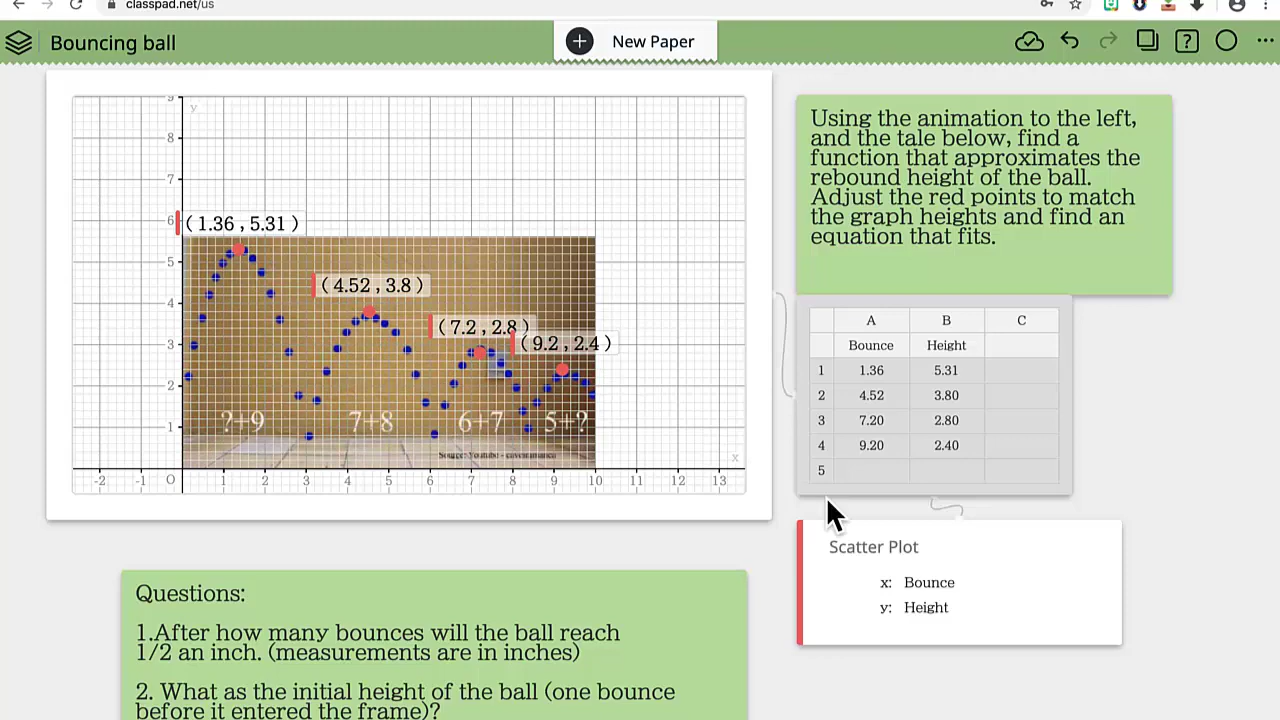 classpad.net/us
Bouncing ball
New Paper
9
y
8
7
6
5
4
3
2
1
(1.36 , 5.31 )
(4.52 , 3.8 )
(7.2 , 2.8 )
(9.2 , 2.4 )
?+9
7+8
6+7
5+?
x
-2 -1 O 1 2 3 4 5 6 7 8 9 10 11 12 13
Using the animation to the left,
and the tale below, find a
function that approximates the
rebound height of the ball.
Adjust the red points to match
the graph heights and find an
equation that fits.
A B C
Bounce Height
1 1.36 5.31
2 4.52 3.80
3 7.20 2.80
4 9.20 2.40
5
Scatter Plot
x: Bounce
y: Height
Questions:
1.After how many bounces will the ball reach
1/2 an inch. (measurements are in inches)
2. What as the initial height of the ball (one bounce
before it entered the frame)?